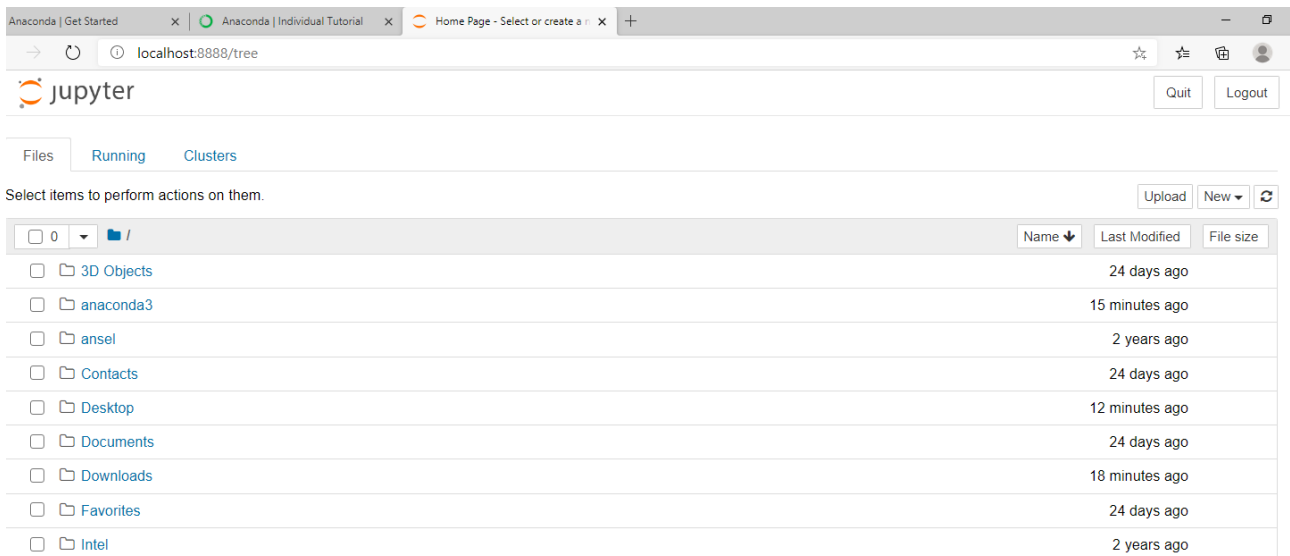 Anaconda | Get Started Anaconda | Individual Tutorial Home Page - Select or create a n
localhost:8888/tree
jupyter Quit Logout
Files Running Clusters
Select items to perform actions on them. Upload New
0 / Name Last Modified File size
3D Objects 24 days ago
anaconda3 15 minutes ago
ansel 2 years ago
Contacts 24 days ago
Desktop 12 minutes ago
Documents 24 days ago
Downloads 18 minutes ago
Favorites 24 days ago
Intel 2 years ago